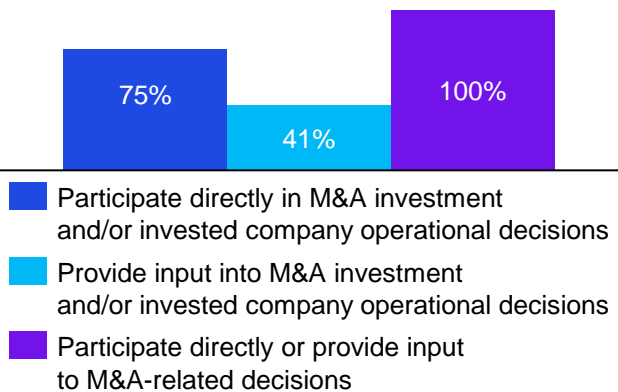 75%
41%
100%
Participate directly in M&A investment
and/or invested company operational decisions
Provide input into M&A investment
and/or invested company operational decisions
Participate directly or provide input
to M&A-related decisions